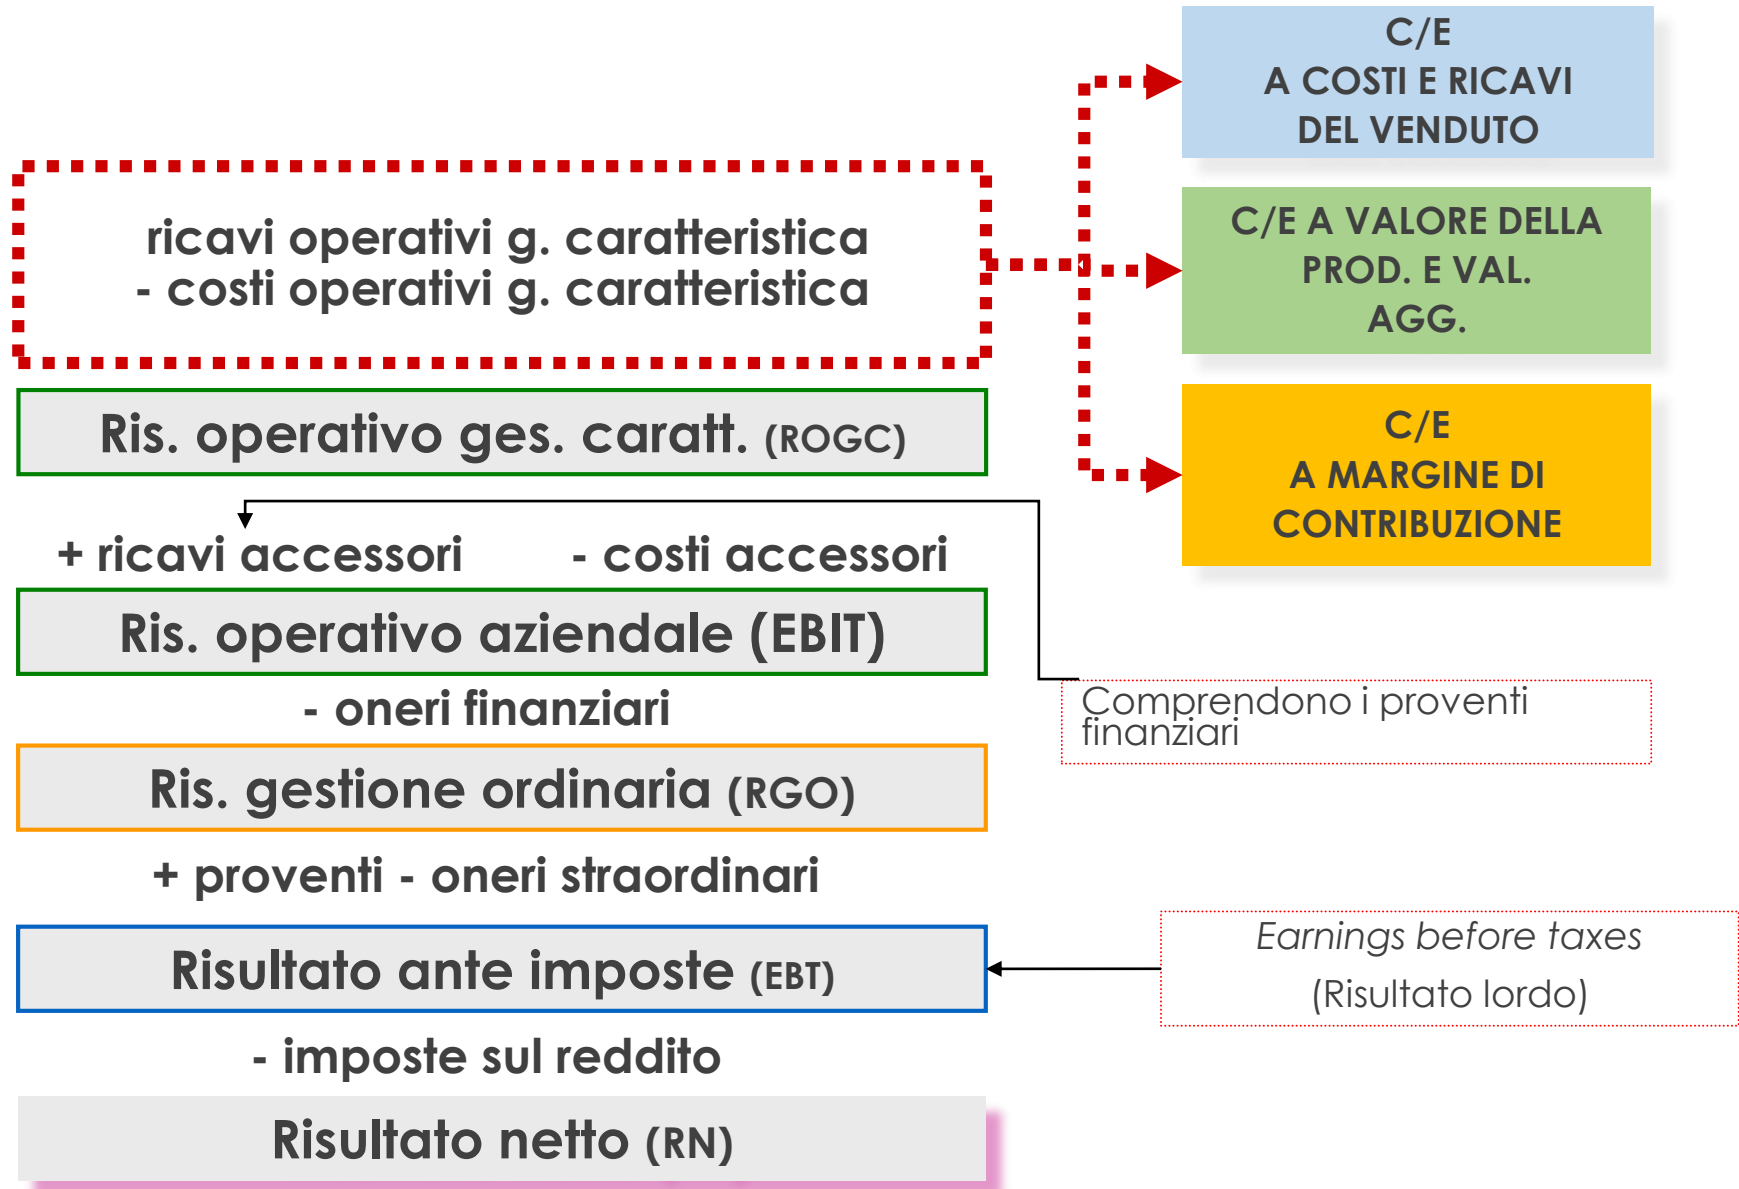 C/E
A COSTI E RICAVI
DEL VENDUTO
ricavi operativi g. caratteristica
- costi operativi g. caratteristica
C/E A VALORE DELLA
PROD. E VAL.
AGG.
Ris. operativo ges. caratt. (ROGC)
C/E
A MARGINE DI
CONTRIBUZIONE
+ ricavi accessori - costi accessori
Ris. operativo aziendale (EBIT)
- oneri finanziari
Comprendono i proventi
finanziari
Ris. gestione ordinaria (RGO)
+ proventi - oneri straordinari
Risultato ante imposte (EBT)
Earnings before taxes
(Risultato lordo)
- imposte sul reddito
Risultato netto (RN)